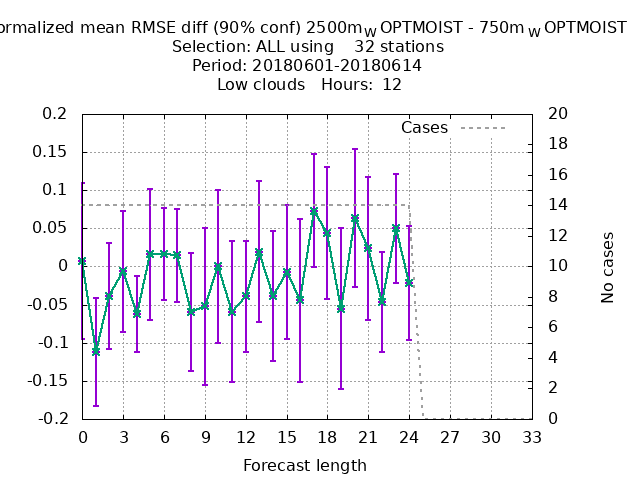 ormalized mean RMSE diff (90% conf) 2500m_W OPTMOIST - 750m_W OPTMOIST
Selection: ALL using    32 stations
Period: 20180601-20180614
Low clouds   Hours:  12
Cases
0.2
0.15
0.1
0.05
0
-0.05
-0.1
-0.15
-0.2
20
18
16
14
12
10
8
6
4
2
0
No cases
0 3 6 9 12 15 18 21 24 27 30 33
Forecast length